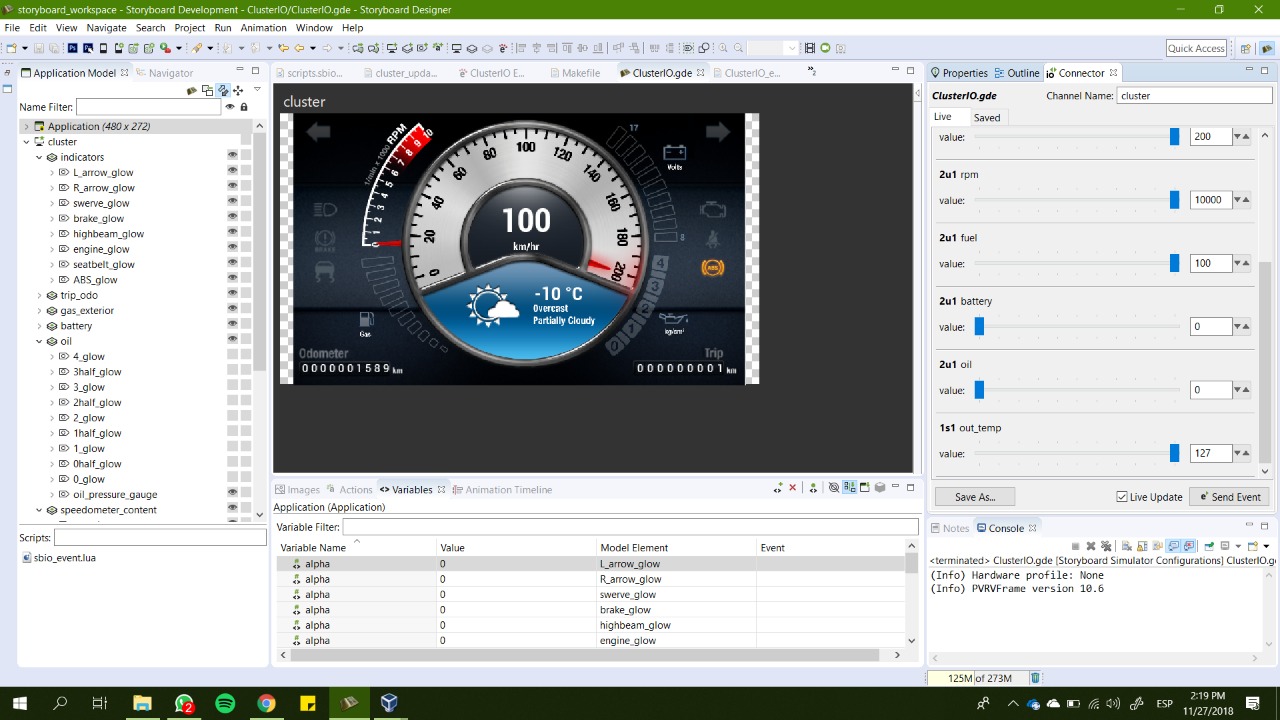 storyboard_workspace - Storyboard Development - ClusterIO/ClusterIO.gde - Storyboard Designer
File Edit View Navigate Search Project Run Animation Window Help
Quick Access
Application Model
Navigator
Name Filter:
Application (480 x 272)
cluster
indicators
L_arrow_glow
R_arrow_glow
swerve_glow
brake_glow
highbeam_glow
engine_glow
seatbelt_glow
ABS_glow
trip_odo
gas_exterior
battery
oil
4_glow
3half_glow
3_glow
2half_glow
2_glow
1half_glow
1_glow
0half_glow
0_glow
oil_pressure_gauge
speedometer_content
Scripts:
sbio_event.lua
scripts.sbio...
cluster_upda...
ClusterIO E...
Makefile
ClusterIO.gde
ClusterIO_e...
2
cluster
1/min x 1000 RPM
0 1 2 3 4 5 6 7 8 9 10
0 20 40 60 80 100 120 140 160 180 200
100
km/hr
-10 °C
Overcast
Partially Cloudy
17
8
Volts
ABS
4
3
3
2
0
Gas
kg/cm²
Odometer
0000001589 km
Trip
000000001 km
Images
Actions
Variables
Animation Timeline
Application (Application)
Variable Filter:
Variable Name Value Model Element Event
alpha 0 L_arrow_glow
alpha 0 R_arrow_glow
alpha 0 swerve_glow
alpha 0 brake_glow
alpha 0 highbeam_glow
alpha 0 engine_glow
Properties
Outline
Connector
ClusterIO.gde
Channel Name: cluster
Live
Saved
value: 200
2u1 rpm
value: 10000
2u1 fuel
value: 100
2u1 battery
value: 0
2u1 oil
value: 0
1s1 out_temp
value: 127
Save As...
Live Update
Send Event
Notes
Console
<terminated> ClusterIO.gde [Storyboard Simulator Configurations] ClusterIO.g
(Info) Hardware profile: None
(Info) PVRVFrame version 10.6
125M of 273M
2
ESP
2:19 PM
11/27/2018